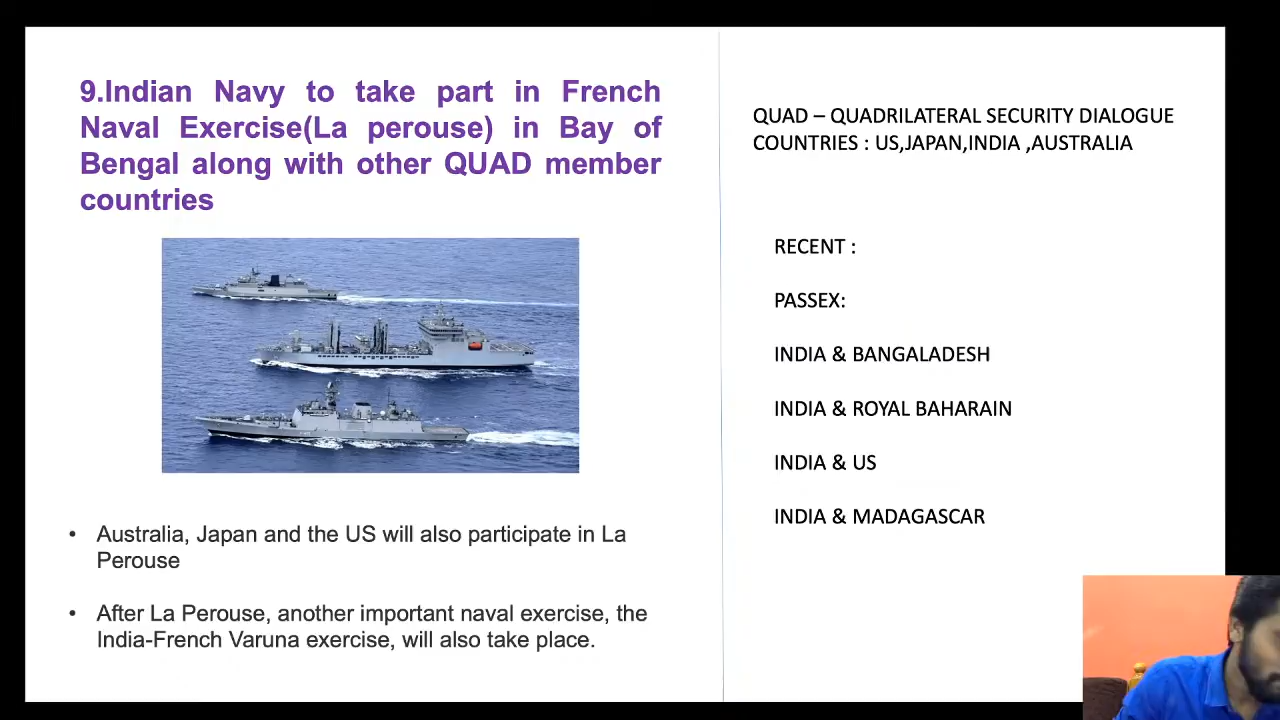 9.Indian Navy to take part in French
Naval Exercise(La perouse) in Bay of
Bengal along with other QUAD member
countries
• Australia, Japan and the US will also participate in La
Perouse
• After La Perouse, another important naval exercise, the
India-French Varuna exercise, will also take place.
QUAD – QUADRILATERAL SECURITY DIALOGUE
COUNTRIES : US,JAPAN,INDIA ,AUSTRALIA
RECENT :
PASSEX:
INDIA & BANGALADESH
INDIA & ROYAL BAHARAIN
INDIA & US
INDIA & MADAGASCAR